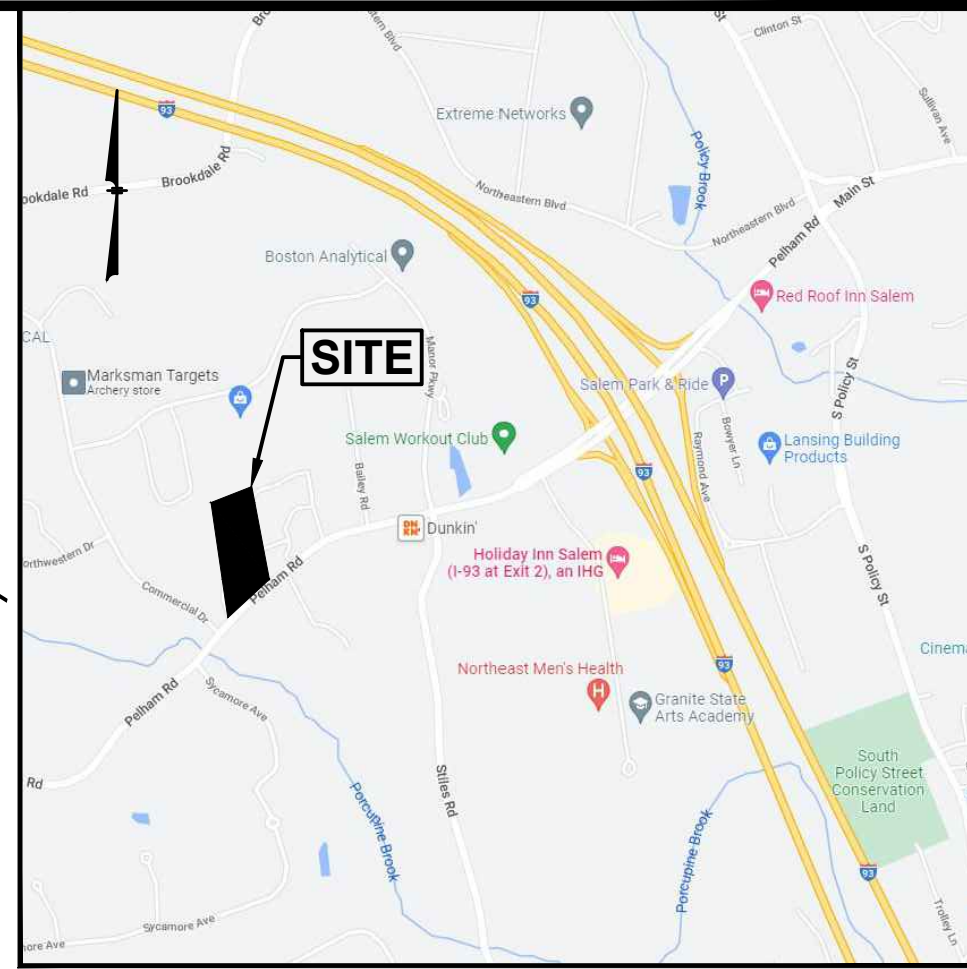 Clinton St
Sullivan Ave
Extreme Networks
Policy Brook
93
Brookdale Rd
ookdale Rd
Northeastern Blvd
Main St
Northeastern Blvd
Pelham Rd
Boston Analytical
93
Red Roof Inn Salem
CAL
SITE
Manor Pkwy
Marksman Targets
Archery store
Salem Park & Ride
P
S Policy St
Bowyer Ln
Salem Workout Club
Raymond Ave
Lansing Building
Products
Bailey Rd
93
DN
KN'
Dunkin'
Holiday Inn Salem
(I-93 at Exit 2), an IHG
orthwestern Dr
Pelham Rd
Commercial Dr
S Policy St
Cinema
Northeast Men's Health
H
93
Granite State
Arts Academy
Pelham Rd
Sycamore Ave
South
Policy Street
Conservation
Land
Rd
Stiles Rd
Porcupine Brook
Porcupine Brook
93
Sycamore Ave
more Ave
Trolley Ln